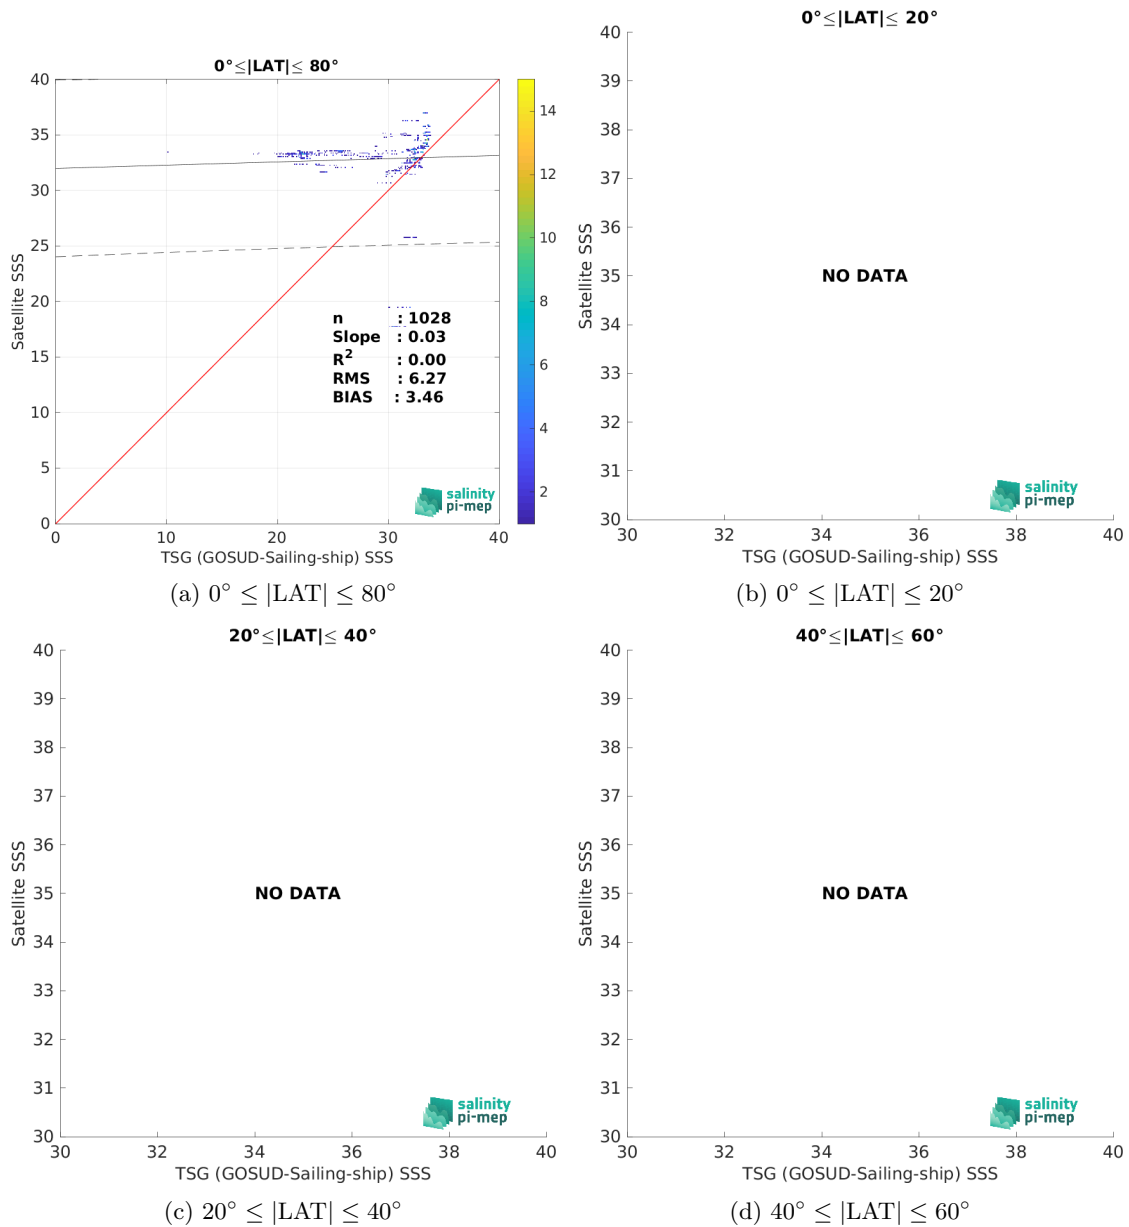 0°≤|LAT|≤ 80°
40
35
30
25
20
15
10
5
0
Satellite SSS
n : 1028
Slope : 0.03
R² : 0.00
RMS : 6.27
BIAS : 3.46
salinity
pi-mep
0 10 20 30 40
TSG (GOSUD-Sailing-ship) SSS
14
12
10
8
6
4
2
(a) 0° ≤ |LAT| ≤ 80°
0°≤|LAT|≤ 20°
40
39
38
37
36
35
34
33
32
31
30
Satellite SSS
NO DATA
salinity
pi-mep
30 32 34 36 38 40
TSG (GOSUD-Sailing-ship) SSS
(b) 0° ≤ |LAT| ≤ 20°
20°≤|LAT|≤ 40°
40
39
38
37
36
35
34
33
32
31
30
Satellite SSS
NO DATA
salinity
pi-mep
30 32 34 36 38 40
TSG (GOSUD-Sailing-ship) SSS
(c) 20° ≤ |LAT| ≤ 40°
40°≤|LAT|≤ 60°
40
39
38
37
36
35
34
33
32
31
30
Satellite SSS
NO DATA
salinity
pi-mep
30 32 34 36 38 40
TSG (GOSUD-Sailing-ship) SSS
(d) 40° ≤ |LAT| ≤ 60°